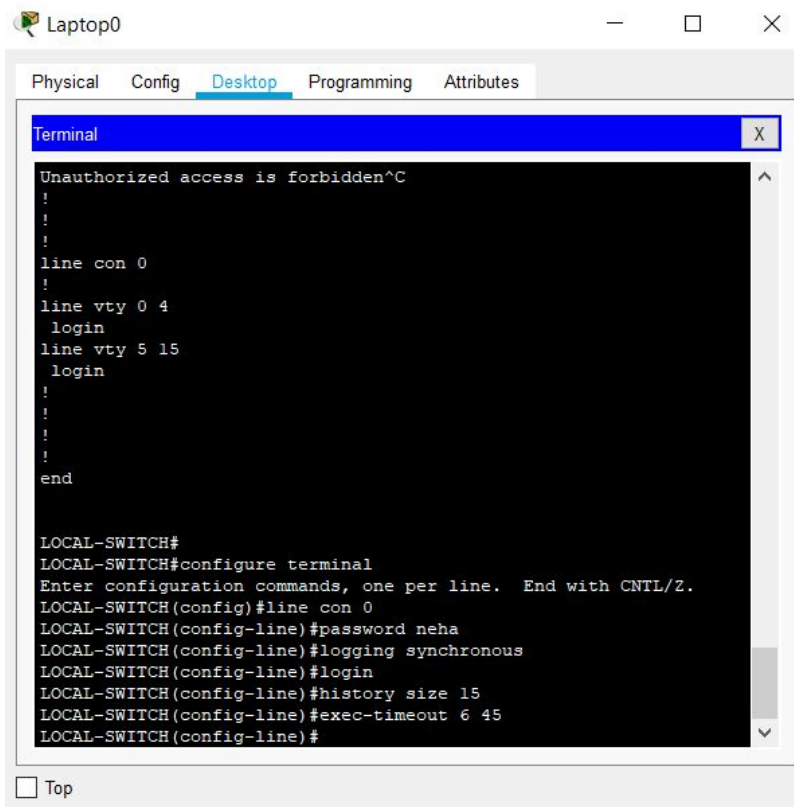 Laptop0
Physical Config Desktop Programming Attributes
Terminal X
Unauthorized access is forbidden^C
!
!
!
line con 0
!
line vty 0 4
 login
line vty 5 15
 login
!
!
!
!
end
LOCAL-SWITCH#
LOCAL-SWITCH#configure terminal
Enter configuration commands, one per line.  End with CNTL/Z.
LOCAL-SWITCH(config)#line con 0
LOCAL-SWITCH(config-line)#password neha
LOCAL-SWITCH(config-line)#logging synchronous
LOCAL-SWITCH(config-line)#login
LOCAL-SWITCH(config-line)#history size 15
LOCAL-SWITCH(config-line)#exec-timeout 6 45
LOCAL-SWITCH(config-line)#
Top